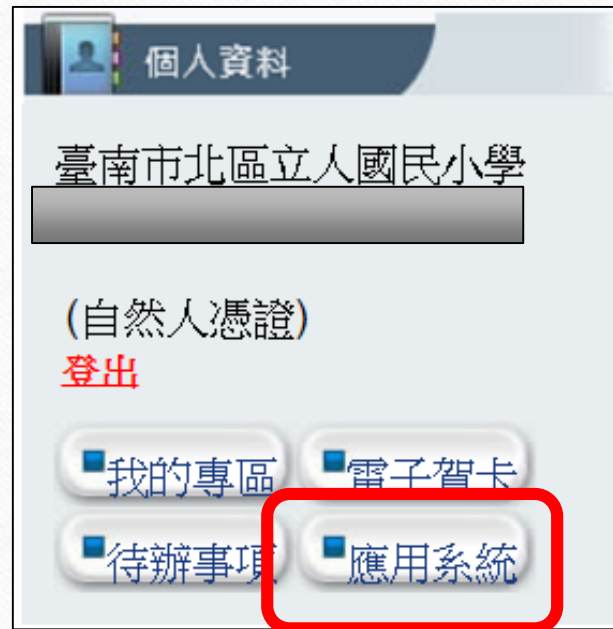 個人資料
臺南市北區立人國民小學
(自然人憑證)
登出
我的專區 電子賀卡
待辦事項 應用系統